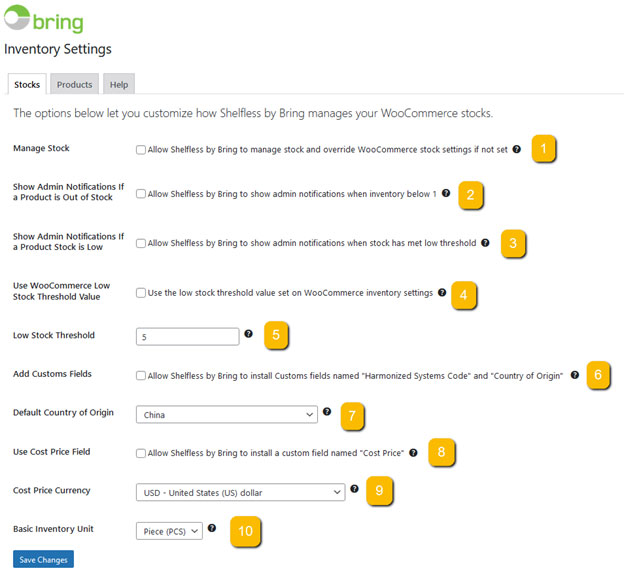 bring
Inventory Settings
Stocks Products Help
The options below let you customize how Shelfless by Bring manages your WooCommerce stocks.
Manage Stock Allow Shelfless by Bring to manage stock and override WooCommerce stock settings if not set ? 1
Show Admin Notifications If
a Product is Out of Stock Allow Shelfless by Bring to show admin notifications when inventory below 1 ? 2
Show Admin Notifications If
a Product Stock is Low Allow Shelfless by Bring to show admin notifications when stock has met low threshold ? 3
Use WooCommerce Low
Stock Threshold Value Use the low stock threshold value set on WooCommerce inventory settings ? 4
Low Stock Threshold 5 ? 5
Add Customs Fields Allow Shelfless by Bring to install Customs fields named "Harmonized Systems Code" and "Country of Origin" ? 6
Default Country of Origin China ? 7
Use Cost Price Field Allow Shelfless by Bring to install a custom field named "Cost Price" ? 8
Cost Price Currency USD - United States (US) dollar ? 9
Basic Inventory Unit Piece (PCS) ? 10
Save Changes